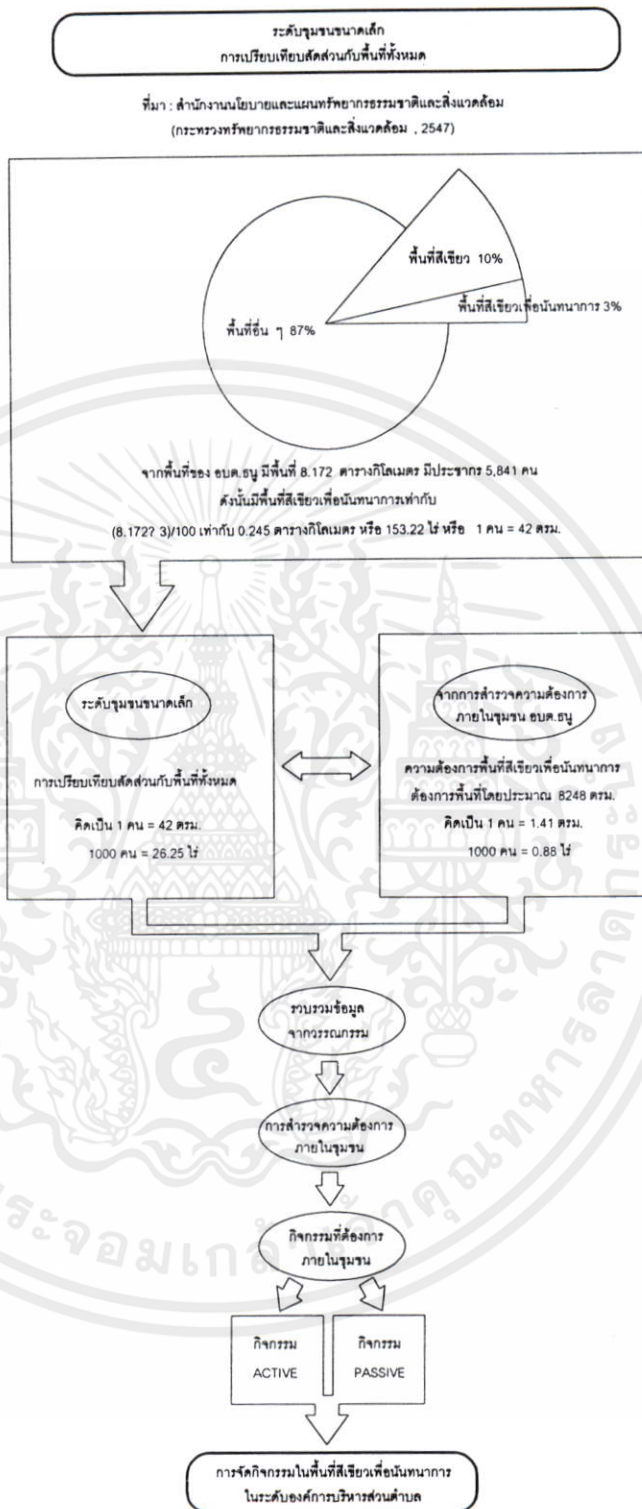 ระดับชุมชนขนาดเล็ก
การเปรียบเทียบสัดส่วนกับพื้นที่ทั้งหมด
ที่มา : สำนักงานนโยบายและแผนทรัพยากรธรรมชาติและสิ่งแวดล้อม
(กระทรวงทรัพยากรธรรมชาติและสิ่งแวดล้อม , 2547)
พื้นที่สีเขียว 10%
พื้นที่สีเขียวเพื่อนันทนาการ 3%
พื้นที่อื่น ๆ 87%
จากพื้นที่ของ อบต.ธนู มีพื้นที่ 8.172 ตารางกิโลเมตร มีประชากร 5,841 คน
ดังนั้นมีพื้นที่สีเขียวเพื่อนันทนาการเท่ากับ
(8.172? 3)/100 เท่ากับ 0.245 ตารางกิโลเมตร หรือ 153.22 ไร่ หรือ 1 คน = 42 ตรม.
ระดับชุมชนขนาดเล็ก
การเปรียบเทียบสัดส่วนกับพื้นที่ทั้งหมด
คิดเป็น 1 คน = 42 ตรม.
1000 คน = 26.25 ไร่
จากการสำรวจความต้องการ
ภายในชุมชน อบต.ธนู
ความต้องการพื้นที่สีเขียวเพื่อนันทนาการ
ต้องการพื้นที่โดยประมาณ 8248 ตรม.
คิดเป็น 1 คน = 1.41 ตรม.
1000 คน = 0.88 ไร่
รวบรวมข้อมูล
จากวรรณกรรม
การสำรวจความต้องการ
ภายในชุมชน
กิจกรรมที่ต้องการ
ภายในชุมชน
กิจกรรม
ACTIVE
กิจกรรม
PASSIVE
การจัดกิจกรรมในพื้นที่สีเขียวเพื่อนันทนาการ
ในระดับองค์การบริหารส่วนตำบล